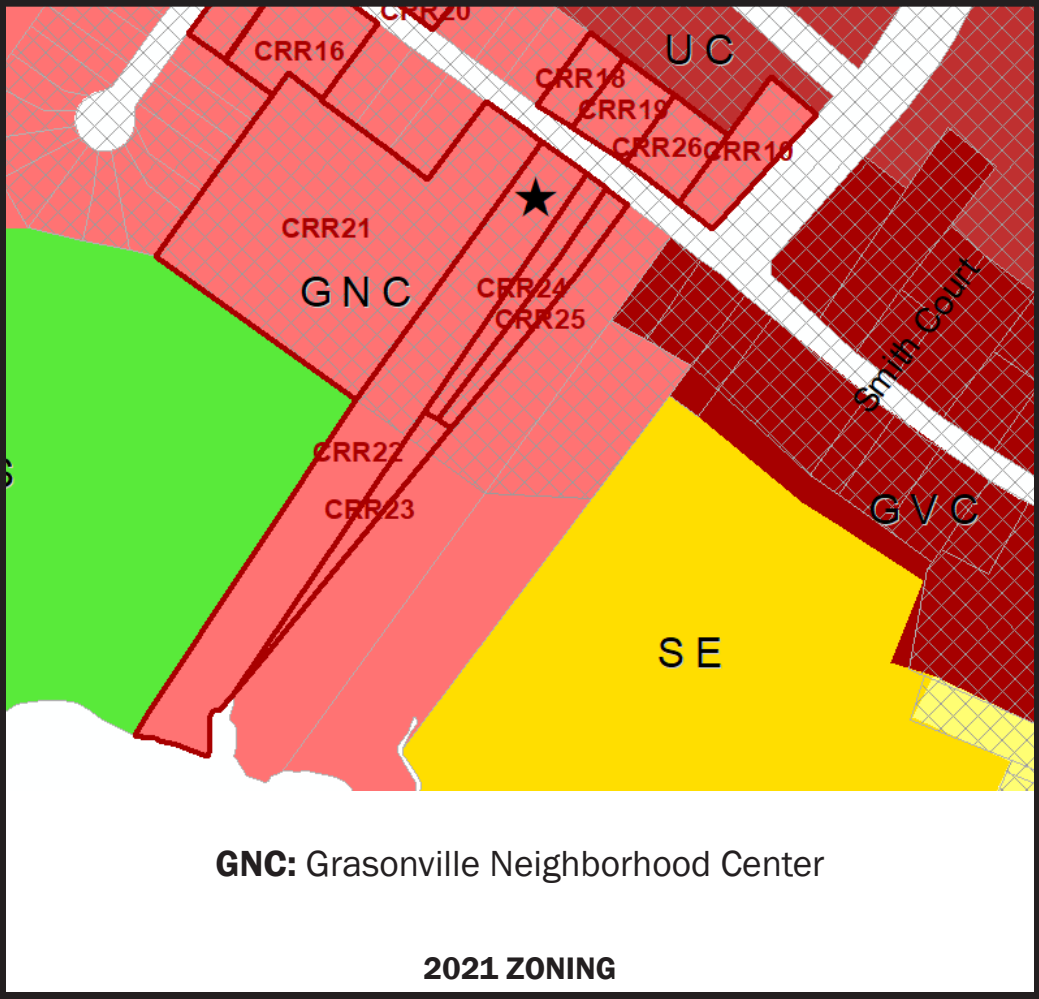 CRR20
CRR16
U C
CRR18
CRR19
CRR26
CRR10
CRR21
G N C
CRR24
CRR25
Smith Court
CRR22
CRR23
G V C
S E
GNC: Grasonville Neighborhood Center
2021 ZONING